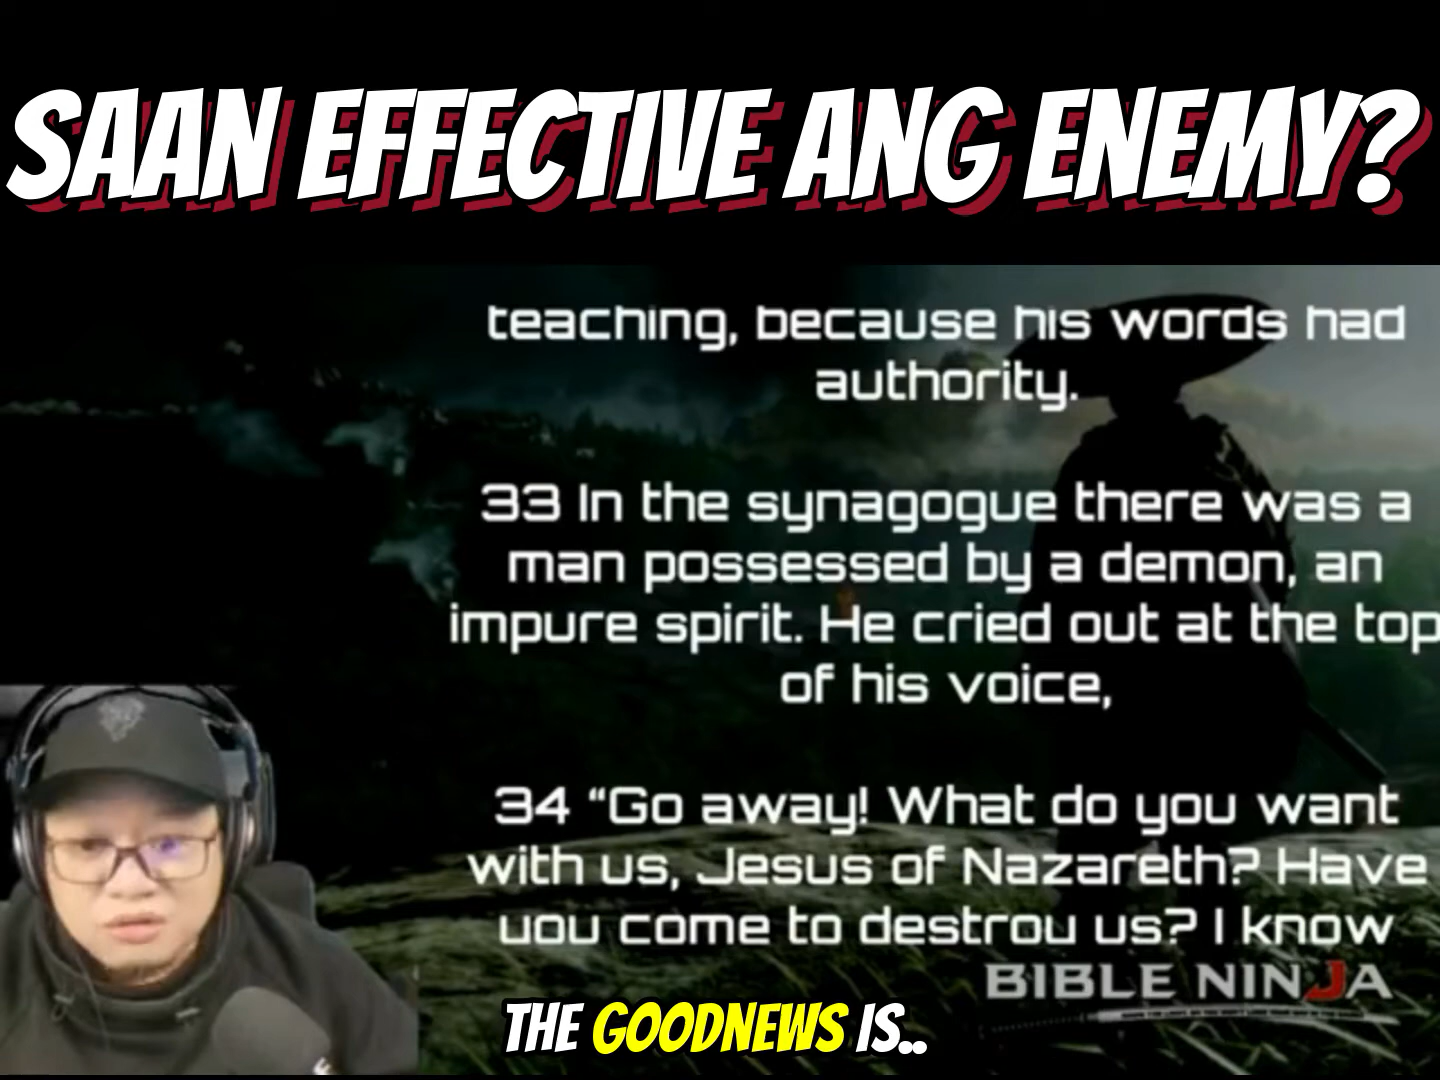 SAAN EFFECTIVE ANG ENEMY?
teaching, because his words had
authority.
33 In the synagogue there was a
man possessed by a demon, an
impure spirit. He cried out at the top
of his voice,
34 “Go away! What do you want
with us, Jesus of Nazareth? Have
you come to destroy us? I know
BIBLE NINJA
THE GOODNEWS IS..